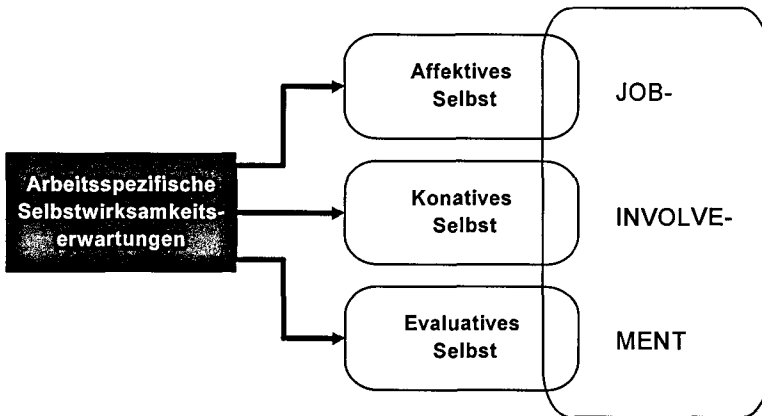 Affektives
Selbst
JOB-
Arbeitsspezifische
Selbstwirksamkeits-
erwartungen
Konatives
Selbst
INVOLVE-
Evaluatives
Selbst
MENT